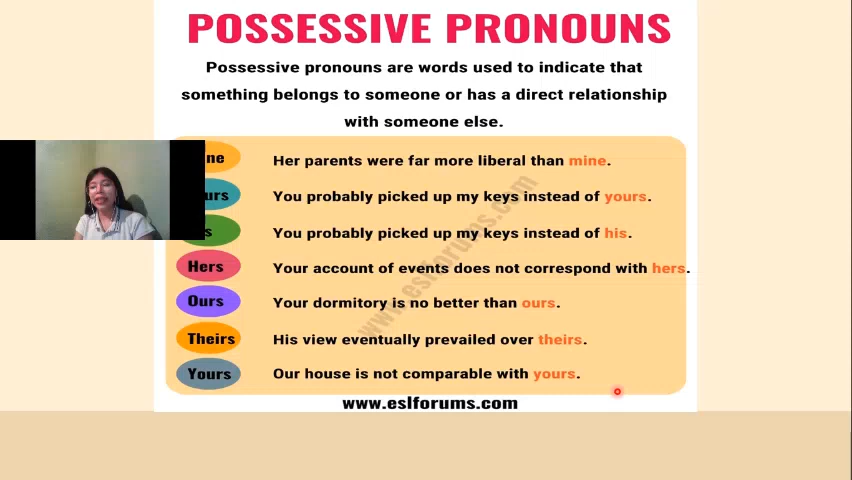 POSSESSIVE PRONOUNS
Possessive pronouns are words used to indicate that
something belongs to someone or has a direct relationship
with someone else.
Her parents were far more liberal than mine.
You probably picked up my keys instead of yours.
You probably picked up my keys instead of his.
Hers Your account of events does not correspond with hers.
Ours Your dormitory is no better than ours.
Theirs His view eventually prevailed over theirs.
Yours Our house is not comparable with yours.
www.eslforums.com
www.eslforums.com